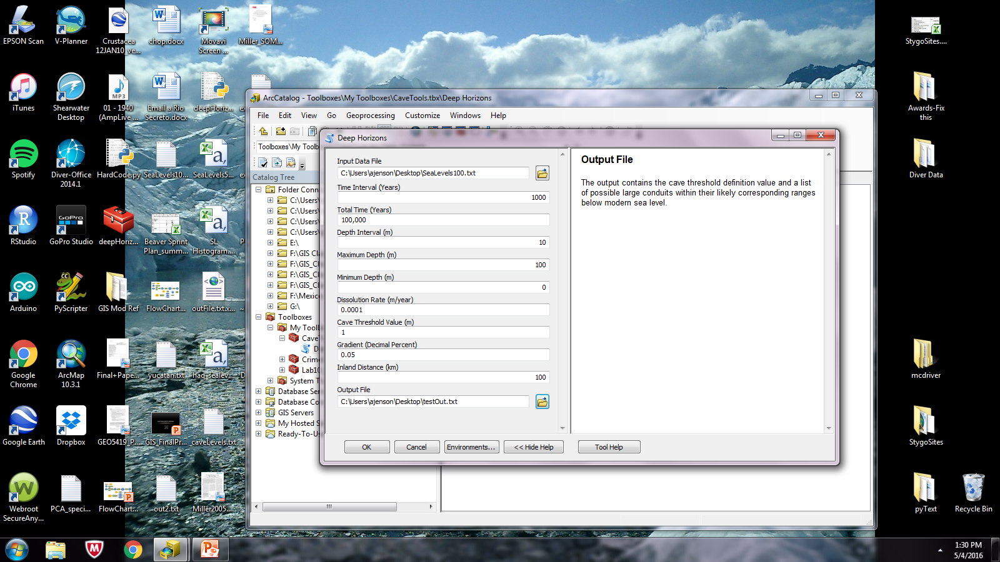 EPSON Scan
V-Planner
Crustacea
12JAN10_ve...
chop.docx
Movavi
Screen ...
Miller_SOM...
StygoSites....
iTunes
Shearwater
Desktop
MP3
01 - 1940
(AmpLive ...
Email a Rio
Secreto.docx
deepHoriz...
Awards-Fix
this
Spotify
Diver-Office
2014.1
HardCode.py
SeaLevels10...
SeaLevels5...
Diver Data
RStudio
GoPro
GoPro Studio
deepHoriz...
Beaver Sprint
Plan_summ...
SL
Histogram....
Arduino
PyScripter
GIS Mod Ref
FlowChart...
outFile.txt.x...
Google
Chrome
ArcMap
10.3.1
Final+Pape...
yucatan.txt
haq_sealev...
mcdriver
Google Earth
Dropbox
GEO5419_P...
GIS_FinalPr...
caveLevels.txt
StygoSites
Webroot
SecureAny...
PCA_speci...
FlowChart...
out2.txt
Miller2005....
pyText
Recycle Bin
ArcCatalog - Toolboxes\My Toolboxes\CaveTools.tbx\Deep Horizons
File Edit View Go Geoprocessing Customize Windows Help
Toolboxes\My Toolb
Catalog Tree
Folder Conn
C:\Users\
C:\Users\
C:\Users\
C:\Users\
E:\
F:\GIS Cla
F:\GIS_Cl
F:\GIS_Cl
F:\GIS_Cl
F:\Mexico
G:\
Toolboxes
My Toolb
CaveT
D
Crim
Lab10
System T
Database Ser
Database Co
GIS Servers
My Hosted S
Ready-To-Us
Deep Horizons
Input Data File
C:\Users\ajenson\Desktop\SeaLevels100.txt
Time Interval (Years)
1000
Total Time (Years)
100,000
Depth Interval (m)
10
Maximum Depth (m)
100
Minimum Depth (m)
0
Dissolution Rate (m/year)
0.0001
Cave Threshold Value (m)
1
Gradient (Decimal Percent)
0.05
Inland Distance (km)
100
Output File
C:\Users\ajenson\Desktop\testOut.txt
Output File
The output contains the cave threshold definition value and a list
of possible large conduits within their likely corresponding ranges
below modern sea level.
OK
Cancel
Environments...
<< Hide Help
Tool Help
1:30 PM
5/4/2016